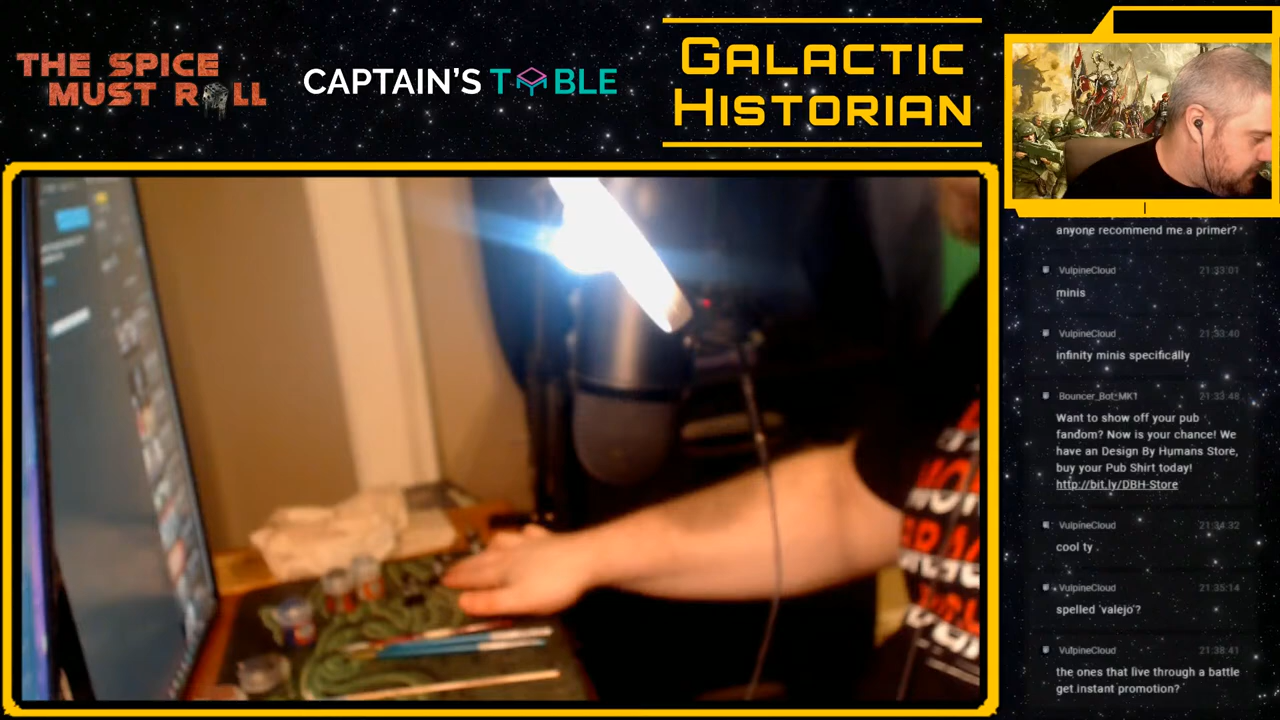 THE SPICE
MUST ROLL
CAPTAIN'S TABLE
GALACTIC
HISTORIAN
anyone recommend me a primer?
VulpineCloud 21:33:01
minis
VulpineCloud 21:33:40
infinity minis specifically
Bouncer_Bot_MK1 21:33:48
Want to show off your pub
fandom? Now is your chance! We
have an Design By Humans Store,
buy your Pub Shirt today!
http://bit.ly/DBH-Store
VulpineCloud 21:34:32
cool ty
VulpineCloud 21:35:14
spelled 'valejo'?
VulpineCloud 21:38:41
the ones that live through a battle
get instant promotion?